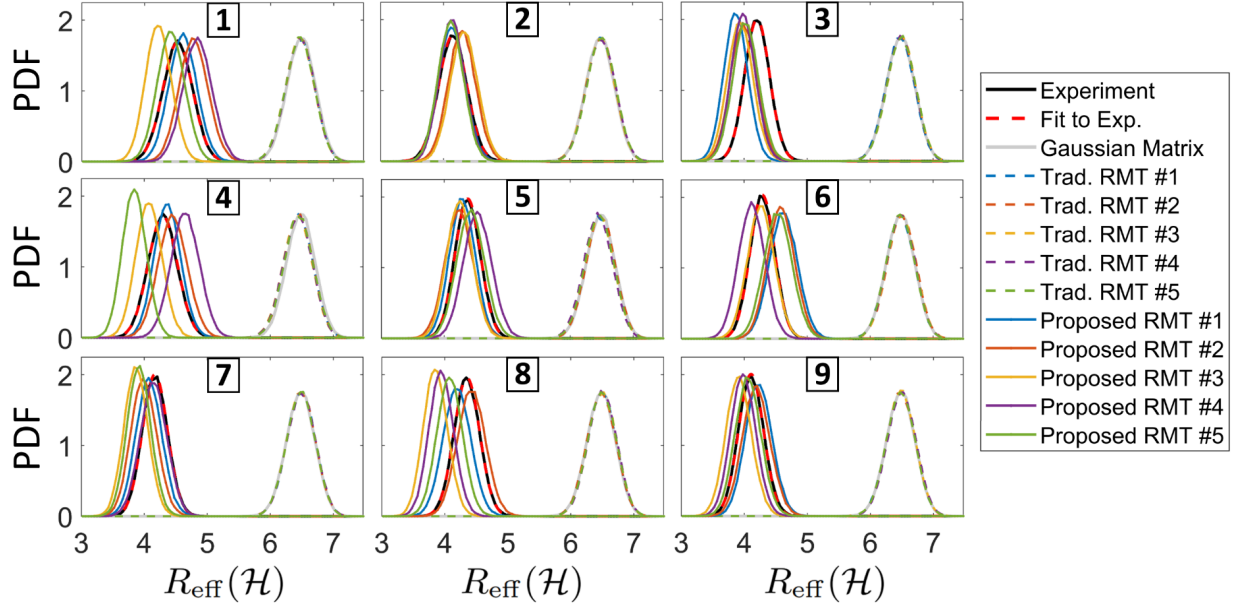 1 2 3
PDF 2 1 0
4 5 6
PDF 2 1 0
7 8 9
PDF 2 1 0
3 4 5 6 7 3 4 5 6 7 3 4 5 6 7
R_eff(ℋ) R_eff(ℋ) R_eff(ℋ)
Experiment
Fit to Exp.
Gaussian Matrix
Trad. RMT #1
Trad. RMT #2
Trad. RMT #3
Trad. RMT #4
Trad. RMT #5
Proposed RMT #1
Proposed RMT #2
Proposed RMT #3
Proposed RMT #4
Proposed RMT #5